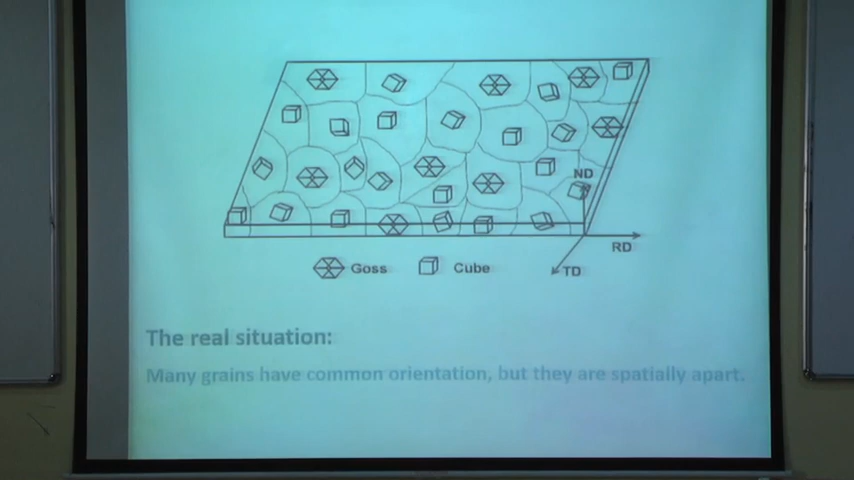 ND
RD
TD
Goss
Cube
The real situation:
Many grains have common orientation, but they are spatially apart.